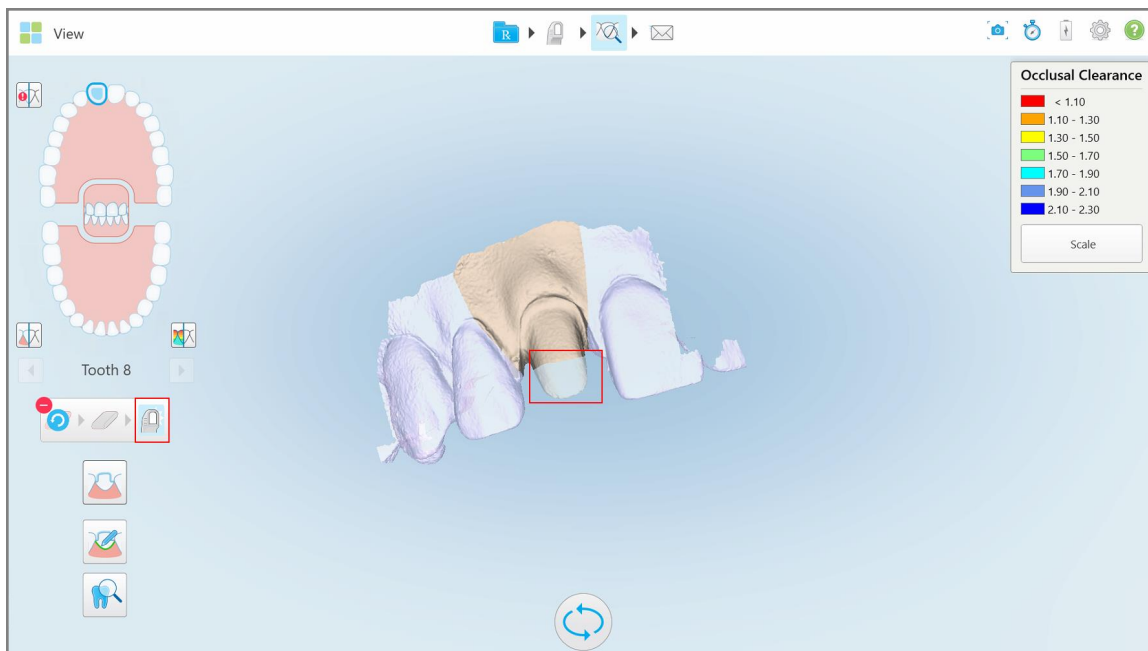 View
R
Occlusal Clearance
< 1.10
1.10 - 1.30
1.30 - 1.50
1.50 - 1.70
1.70 - 1.90
1.90 - 2.10
2.10 - 2.30
Scale
Tooth 8